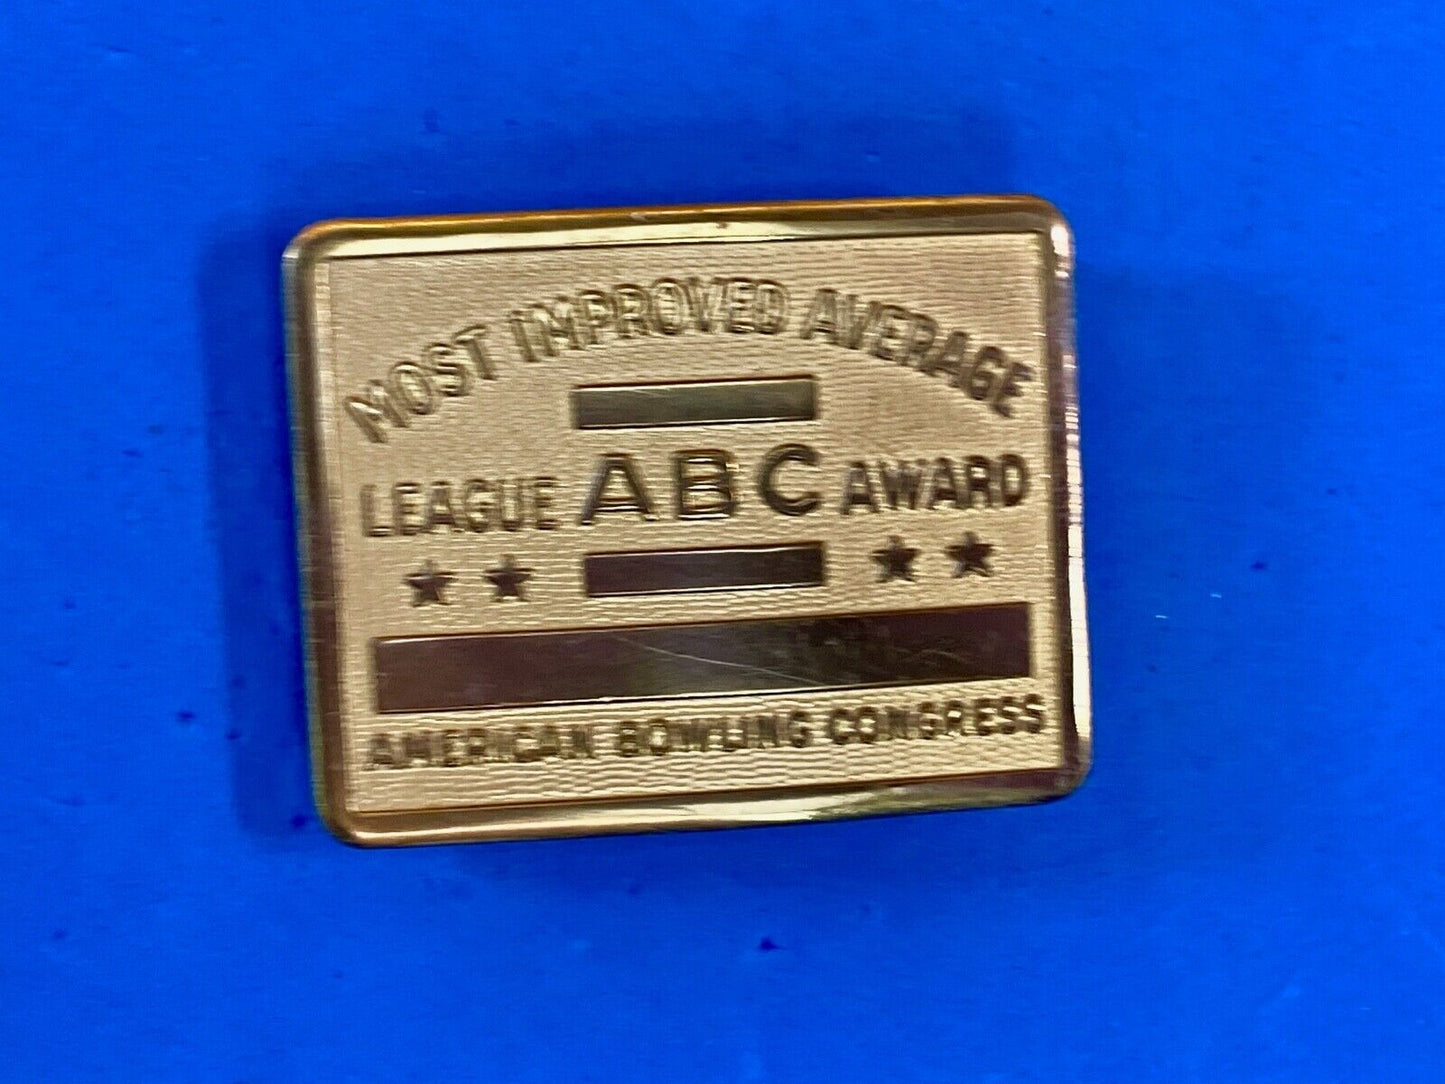 MOST IMPROVED AVERAGE
LEAGUE ABC AWARD
AMERICAN BOWLING CONGRESS